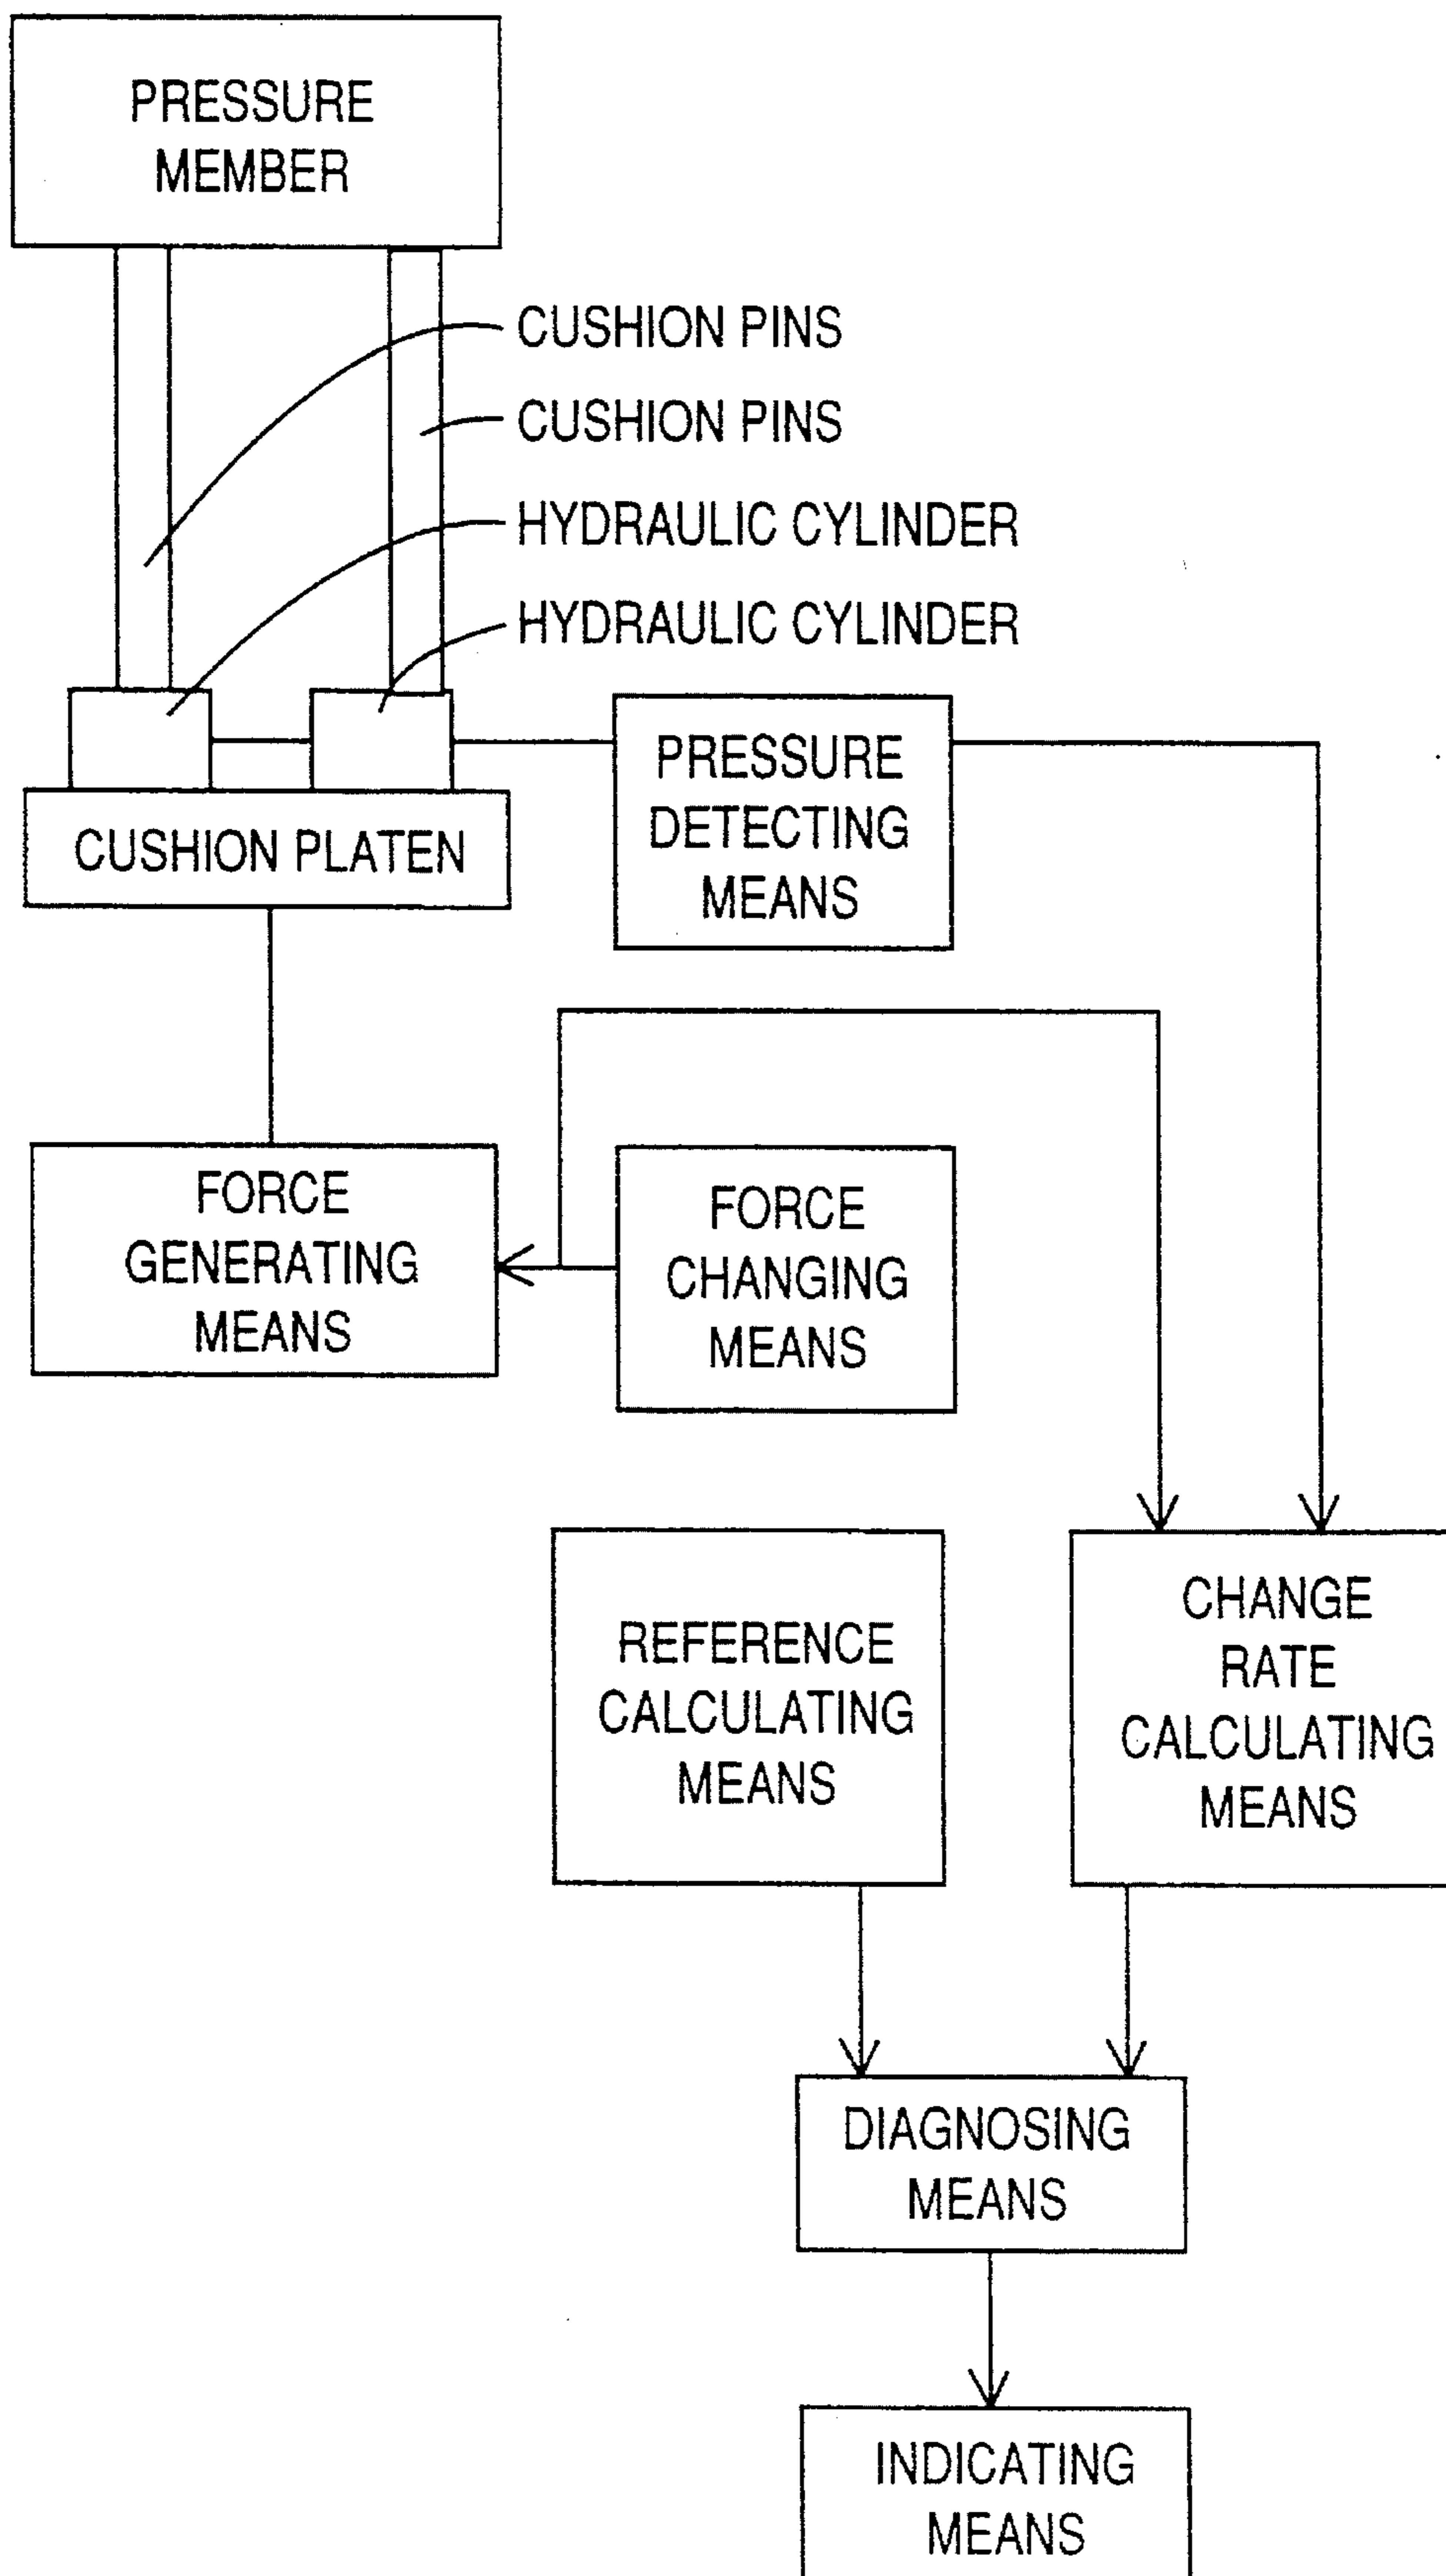 PRESSURE
MEMBER
CUSHION PINS
CUSHION PINS
HYDRAULIC CYLINDER
HYDRAULIC CYLINDER
PRESSURE
DETECTING
MEANS
CUSHION PLATEN
FORCE
GENERATING
MEANS
FORCE
CHANGING
MEANS
REFERENCE
CALCULATING
MEANS
CHANGE
RATE
CALCULATING
MEANS
DIAGNOSING
MEANS
INDICATING
MEANS